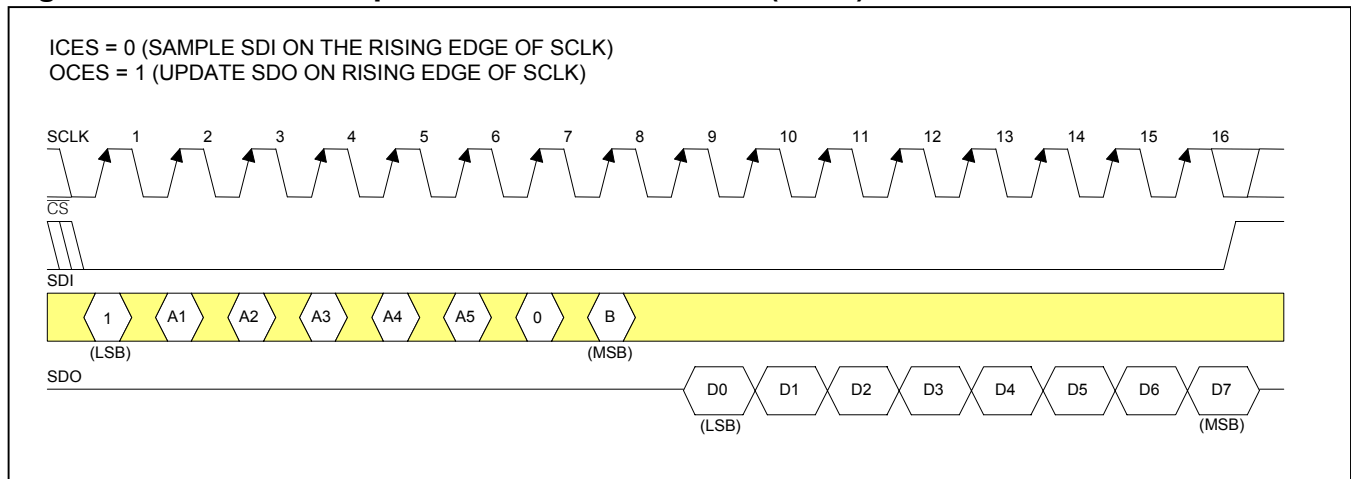 ICES = 0 (SAMPLE SDI ON THE RISING EDGE OF SCLK)
OCES = 1 (UPDATE SDO ON RISING EDGE OF SCLK)
SCLK 1 2 3 4 5 6 7 8 9 10 11 12 13 14 15 16
CS
SDI
1 A1 A2 A3 A4 A5 0 B
(LSB) (MSB)
SDO
D0 D1 D2 D3 D4 D5 D6 D7
(LSB) (MSB)